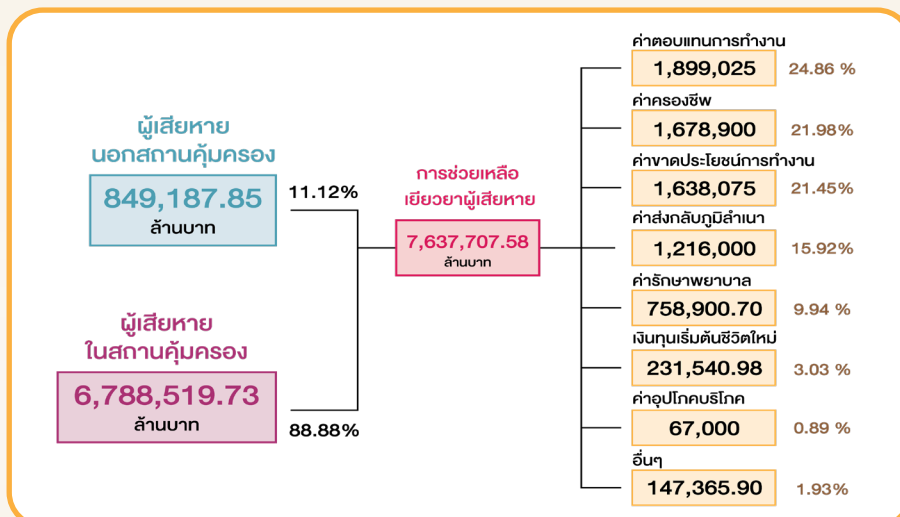 ผู้เสียหาย
นอกสถานคุ้มครอง
849,187.85
ล้านบาท
11.12%
ผู้เสียหาย
ในสถานคุ้มครอง
6,788,519.73
ล้านบาท
88.88%
การช่วยเหลือ
เยียวยาผู้เสียหาย
7,637,707.58
ล้านบาท
ค่าตอบแทนการทำงาน
1,899,025 24.86 %
ค่าครองชีพ
1,678,900 21.98%
ค่าขาดประโยชน์การทำงาน
1,638,075 21.45%
ค่าส่งกลับภูมิลำเนา
1,216,000 15.92%
ค่ารักษาพยาบาล
758,900.70 9.94 %
เงินทุนเริ่มต้นชีวิตใหม่
231,540.98 3.03 %
ค่าอุปโภคบริโภค
67,000 0.89 %
อื่นๆ
147,365.90 1.93%